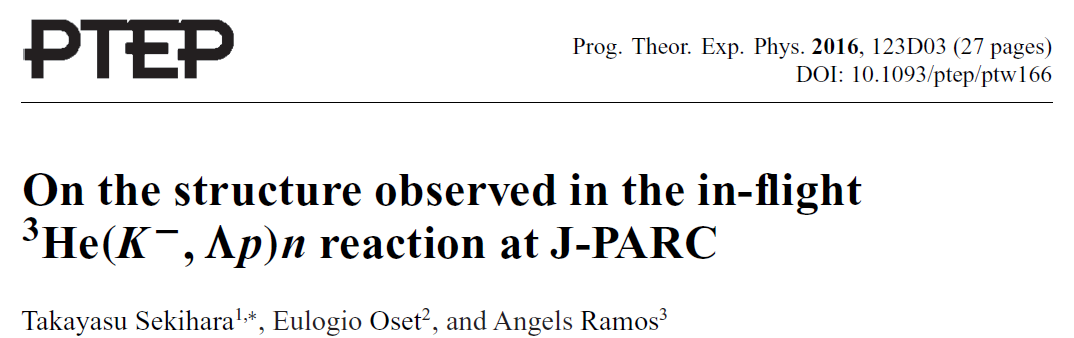 PTEP
Prog. Theor. Exp. Phys. 2016, 123D03 (27 pages)
DOI: 10.1093/ptep/ptw166
On the structure observed in the in-flight
³He(K⁻, Λp)n reaction at J-PARC
Takayasu Sekihara¹,*, Eulogio Oset², and Angels Ramos³